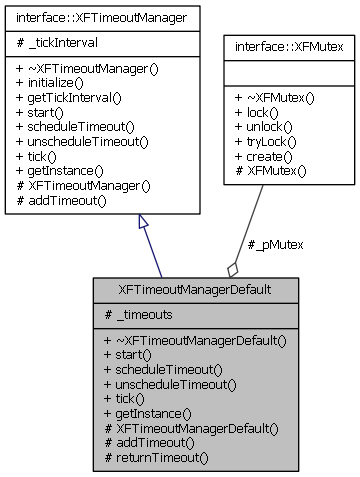 interface::XFTimeoutManager
# _tickInterval
+ ~XFTimeoutManager()
+ initialize()
+ getTickInterval()
+ start()
+ scheduleTimeout()
+ unscheduleTimeout()
+ tick()
+ getInstance()
# XFTimeoutManager()
# addTimeout()
interface::XFMutex
+ ~XFMutex()
+ lock()
+ unlock()
+ tryLock()
+ create()
# XFMutex()
#_pMutex
XFTimeoutManagerDefault
# _timeouts
+ ~XFTimeoutManagerDefault()
+ start()
+ scheduleTimeout()
+ unscheduleTimeout()
+ tick()
+ getInstance()
# XFTimeoutManagerDefault()
# addTimeout()
# returnTimeout()